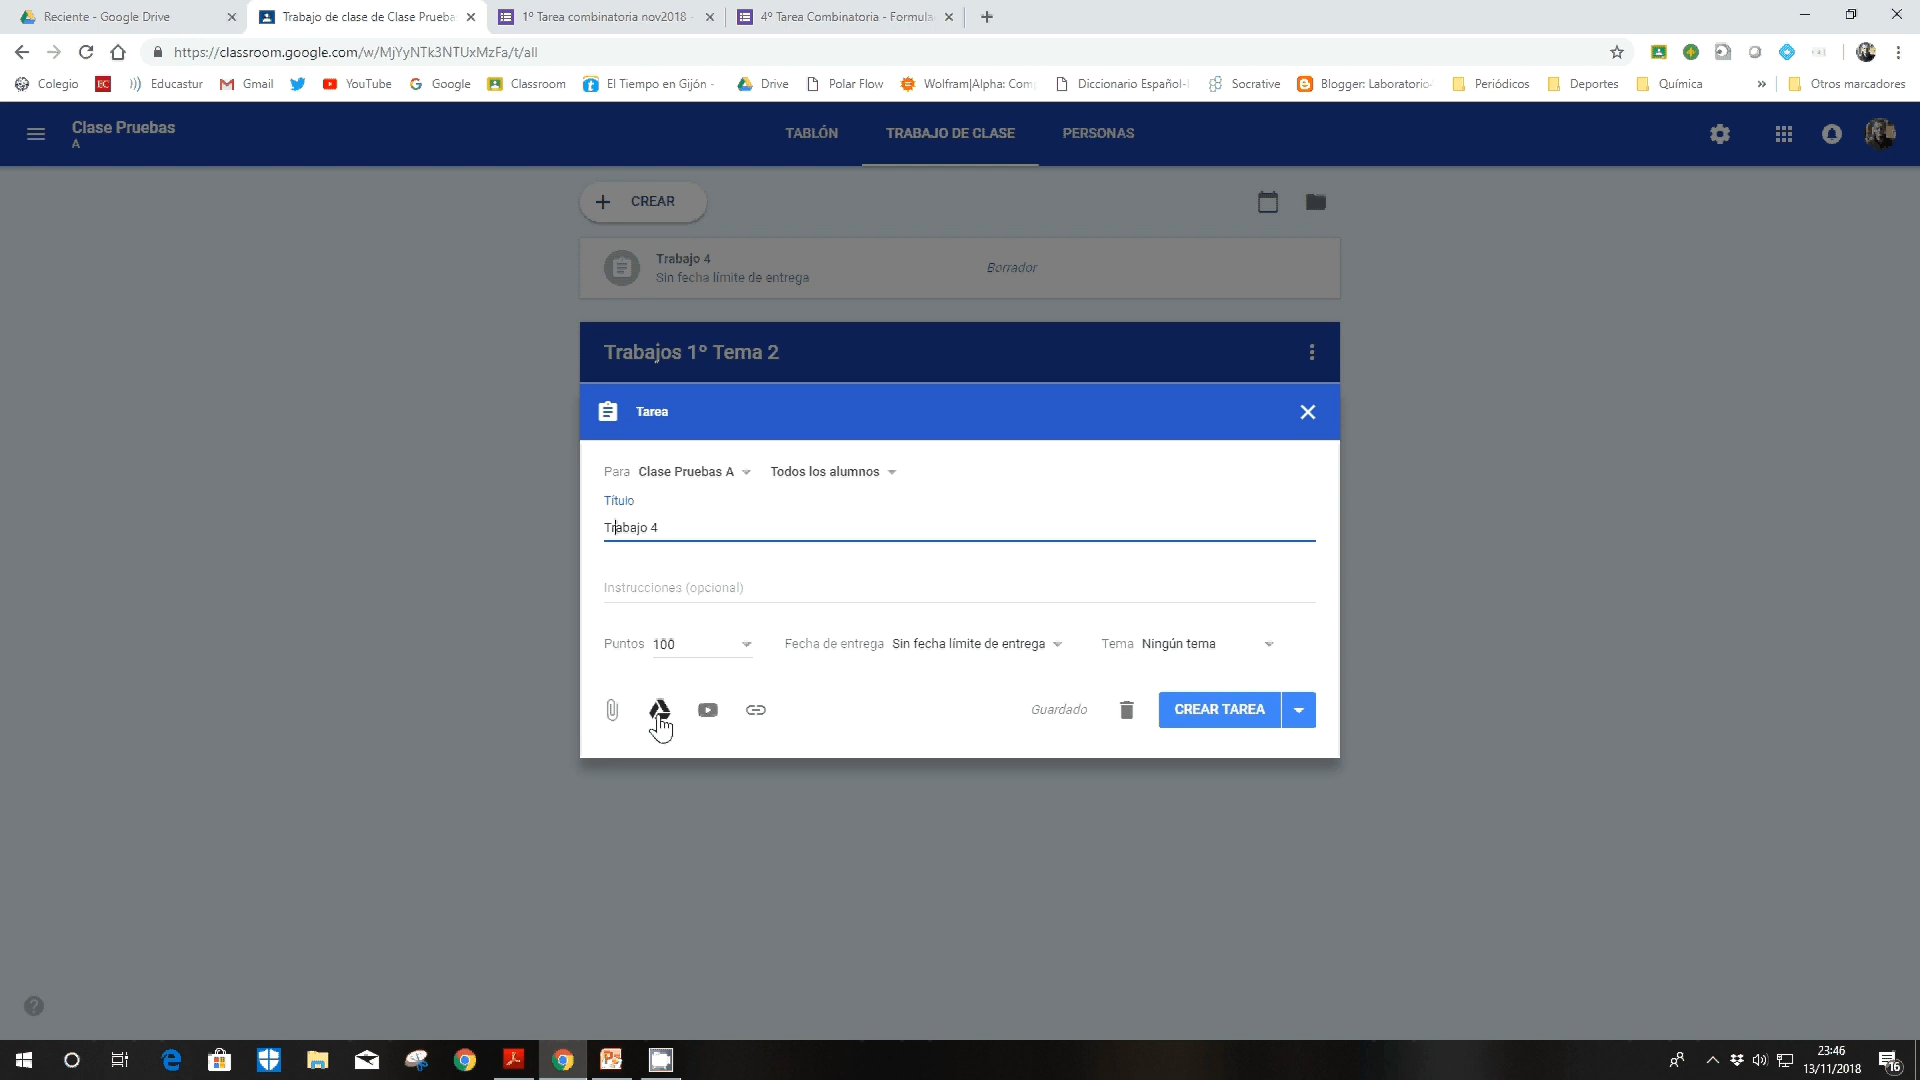 Reciente - Google Drive
Trabajo de clase de Clase Prueba
1º Tarea combinatoria nov2018
4º Tarea Combinatoria - Formula
https://classroom.google.com/w/MjYyNTk3NTUxMzFa/t/all
Colegio
EC
Educastur
Gmail
YouTube
Google
Classroom
El Tiempo en Gijón -
Drive
Polar Flow
Wolfram|Alpha: Com
Diccionario Español-
Socrative
Blogger: Laboratorio
Periódicos
Deportes
Química
»
Otros marcadores
Clase Pruebas
A
TABLÓN
TRABAJO DE CLASE
PERSONAS
CREAR
Trabajo 4
Sin fecha límite de entrega
Borrador
Trabajos 1º Tema 2
Tarea
Para Clase Pruebas A
Todos los alumnos
Título
Trabajo 4
Instrucciones (opcional)
Puntos 100
Fecha de entrega Sin fecha límite de entrega
Tema Ningún tema
Guardado
CREAR TAREA
23:46
13/11/2018
16